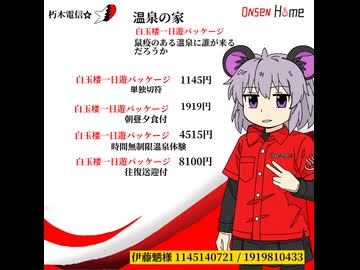 朽木電信☆
温泉の家
ONSEN Home
白玉楼一日遊パッケージ
鼠疫のある温泉に誰が来る
だろうか
白玉楼一日遊パッケージ 1145円
単独切符
白玉楼一日遊パッケージ 1919円
朝昼夕食付
白玉楼一日遊パッケージ 4515円
時間無制限温泉体験
白玉楼一日遊パッケージ 8100円
往復送迎付
伊藤魎様 1145140721 / 1919810433